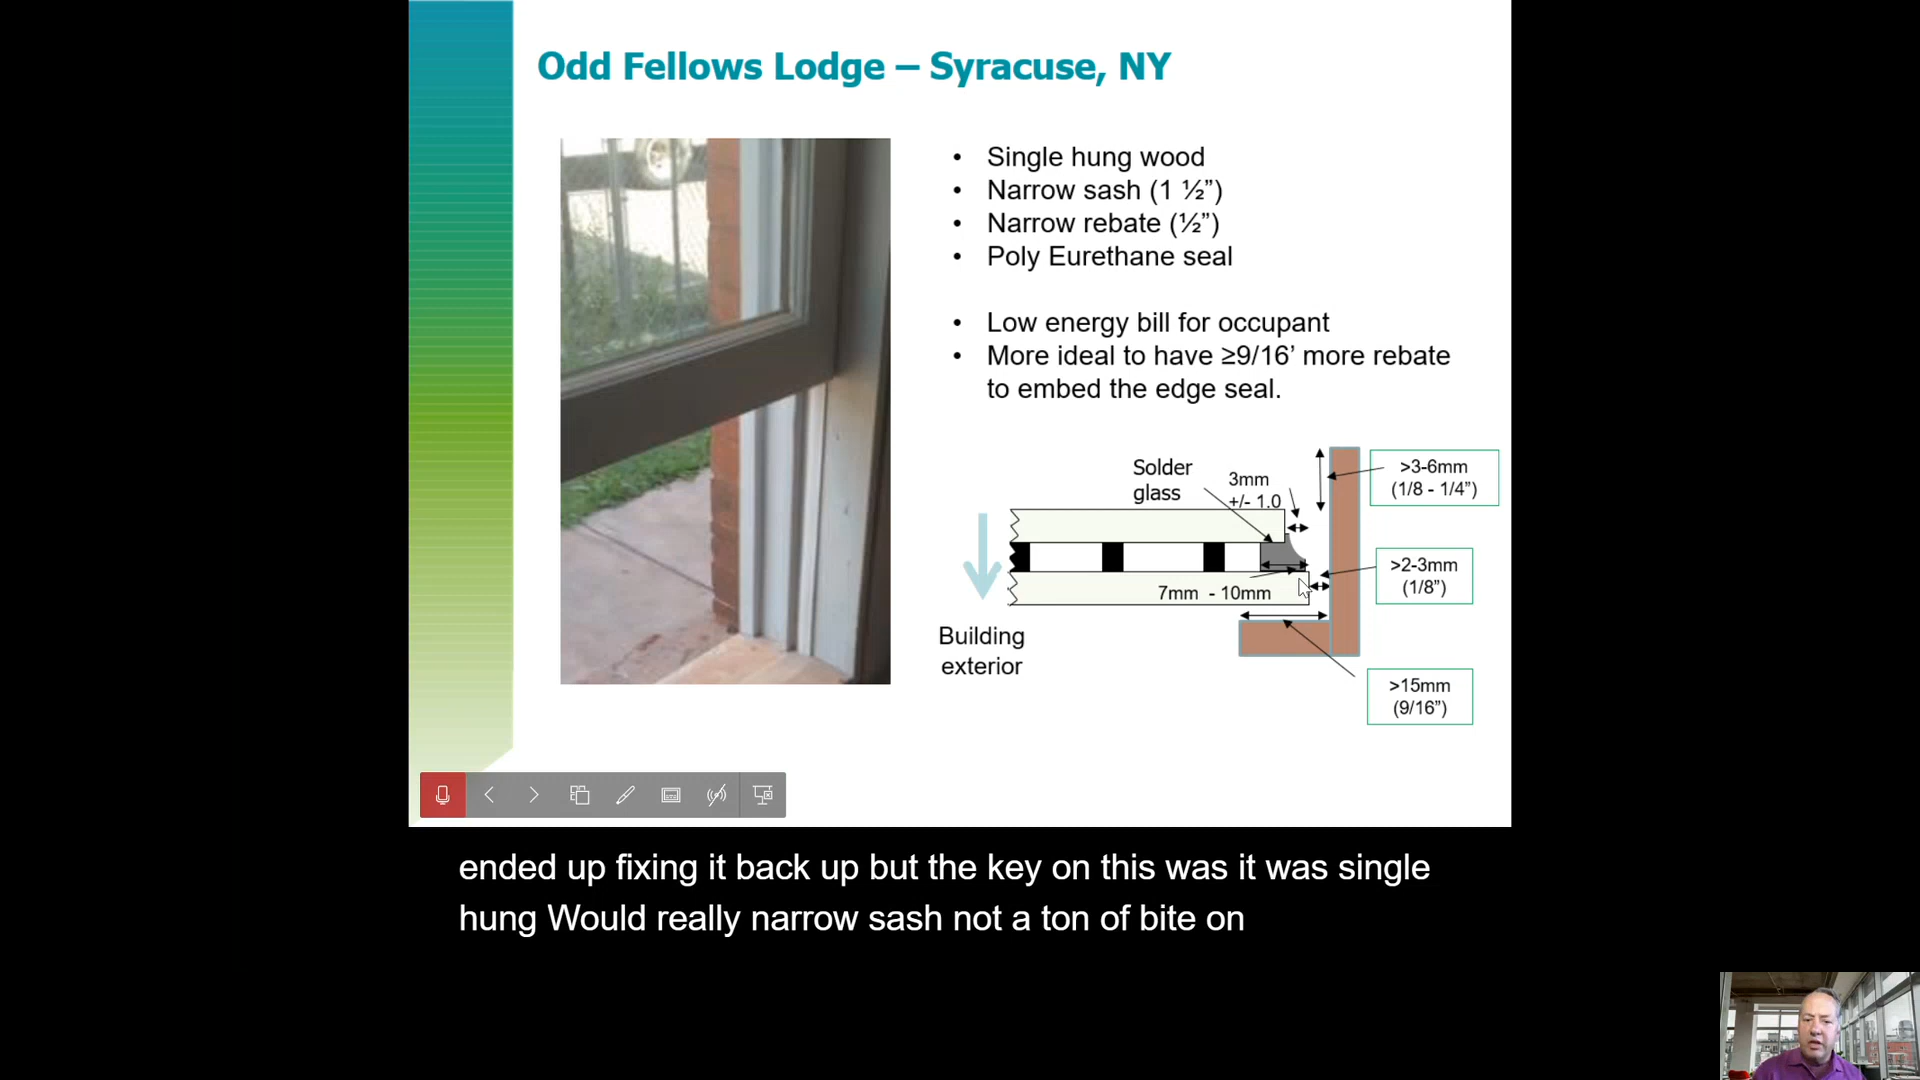 Odd Fellows Lodge – Syracuse, NY
• Single hung wood
• Narrow sash (1 ½”)
• Narrow rebate (½”)
• Poly Eurethane seal
• Low energy bill for occupant
• More ideal to have ≥9/16’ more rebate
to embed the edge seal.
Solder
glass
3mm
+/- 1.0
>3-6mm
(1/8 - 1/4”)
>2-3mm
(1/8”)
7mm - 10mm
Building
exterior
>15mm
(9/16”)
ended up fixing it back up but the key on this was it was single
hung Would really narrow sash not a ton of bite on